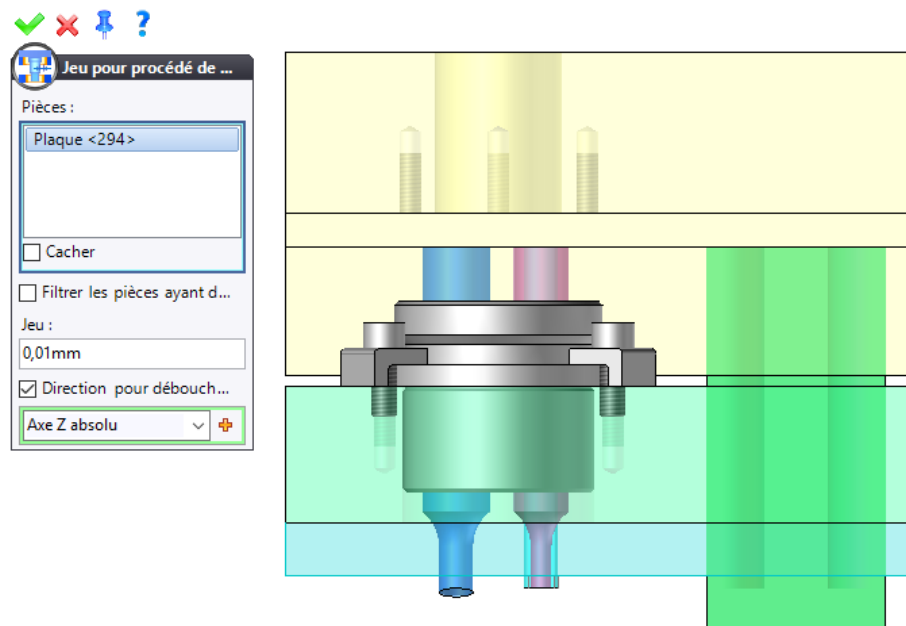 ?
Jeu pour procédé de ...
Pièces :
Plaque <294>
Cacher
Filtrer les pièces ayant d...
Jeu :
0,01mm
Direction pour débouch...
Axe Z absolu